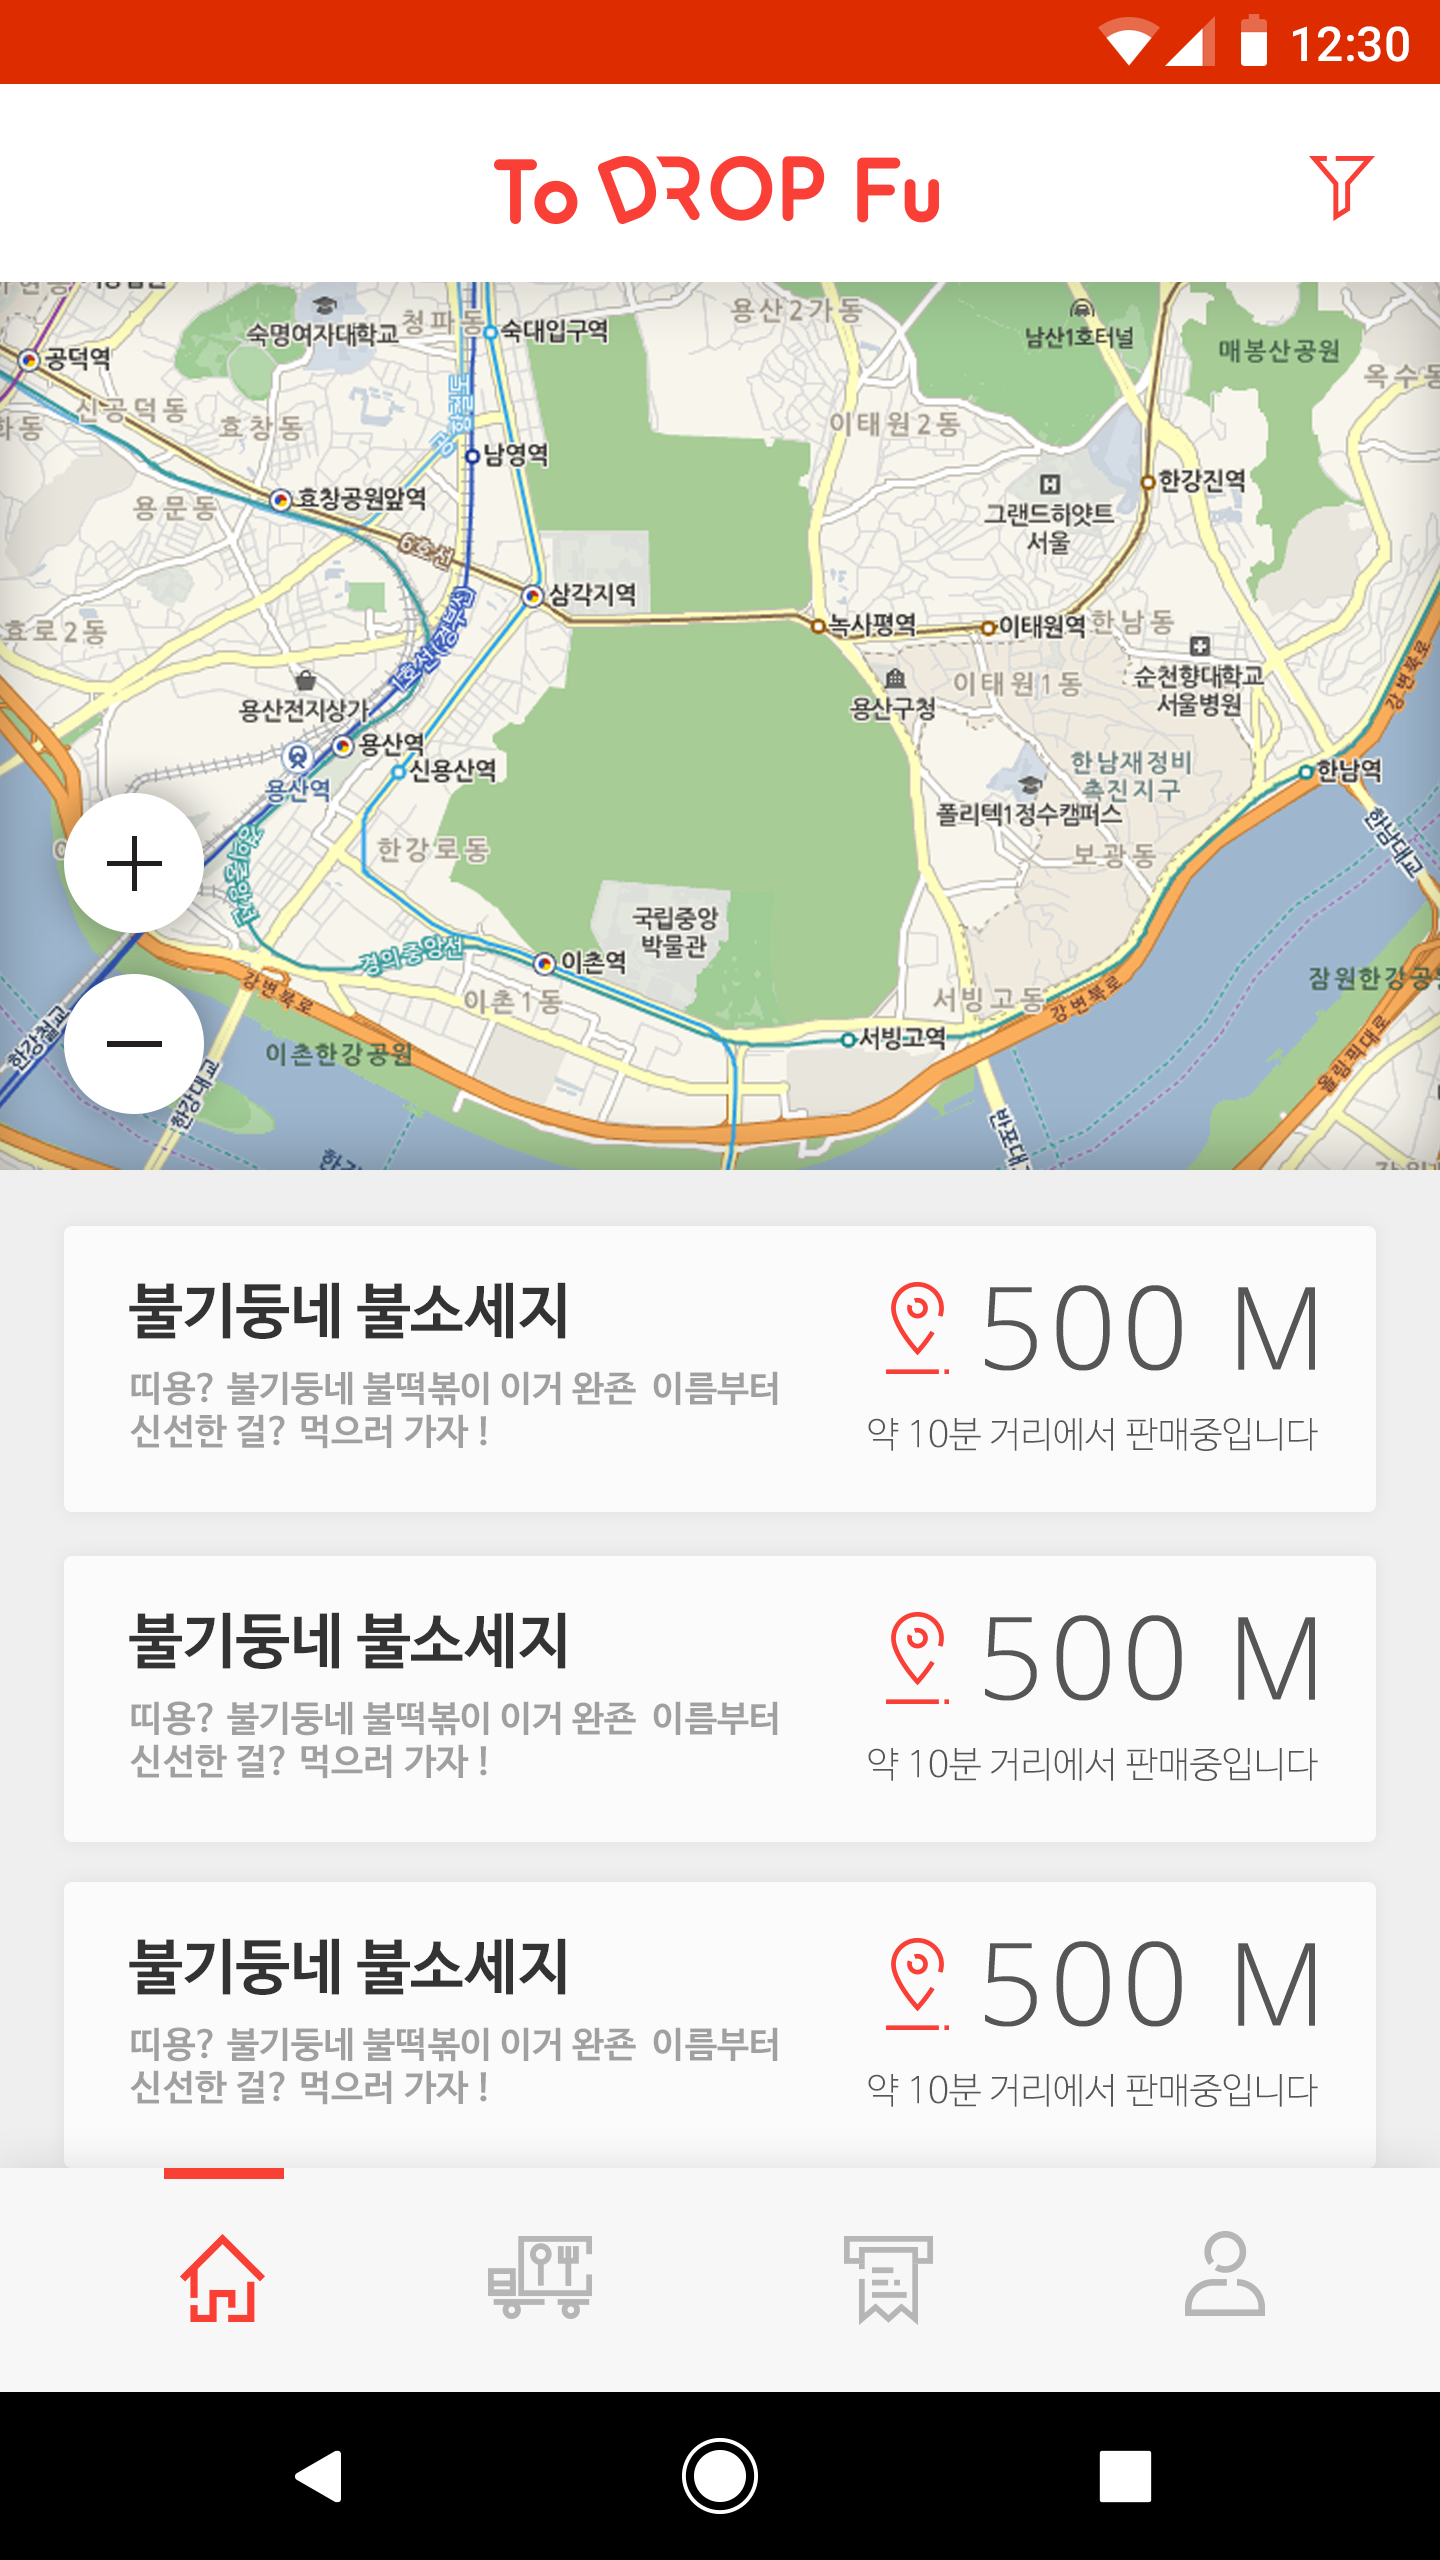 12:30
To DROP Fu
숙명여자대학교
청파동
숙대입구역
용산2가동
남산1호터널
매봉산공원
공덕역
옥수동
신공덕동
효창동
이태원2동
화동
공항철도
남영역
한강진역
효창공원앞역
용문동
그랜드하얏트
서울
6호선
삼각지역
녹사평역
이태원역
한남동
효로2동
1호선(경부선)
용산전자상가
용산구청
이태원1동
순천향대학교
서울병원
강변북로
용산역
신용산역
용산역
한남재정비
촉진지구
한남역
폴리텍1정수캠퍼스
한남대교
한강로동
보광동
경의중앙선
국립중앙
박물관
경의중앙선
이촌역
이촌1동
서빙고동
강변북로
강변북로
잠원한강공원
한강철교
이촌한강공원
서빙고역
올림픽대로
한강대교
반포대
불기둥네 불소세지
500 M
띠용? 불기둥네 불떡볶이 이거 완죤 이름부터
신선한 걸? 먹으러 가자 !
약 10분 거리에서 판매중입니다
불기둥네 불소세지
500 M
띠용? 불기둥네 불떡볶이 이거 완죤 이름부터
신선한 걸? 먹으러 가자 !
약 10분 거리에서 판매중입니다
불기둥네 불소세지
500 M
띠용? 불기둥네 불떡볶이 이거 완죤 이름부터
신선한 걸? 먹으러 가자 !
약 10분 거리에서 판매중입니다